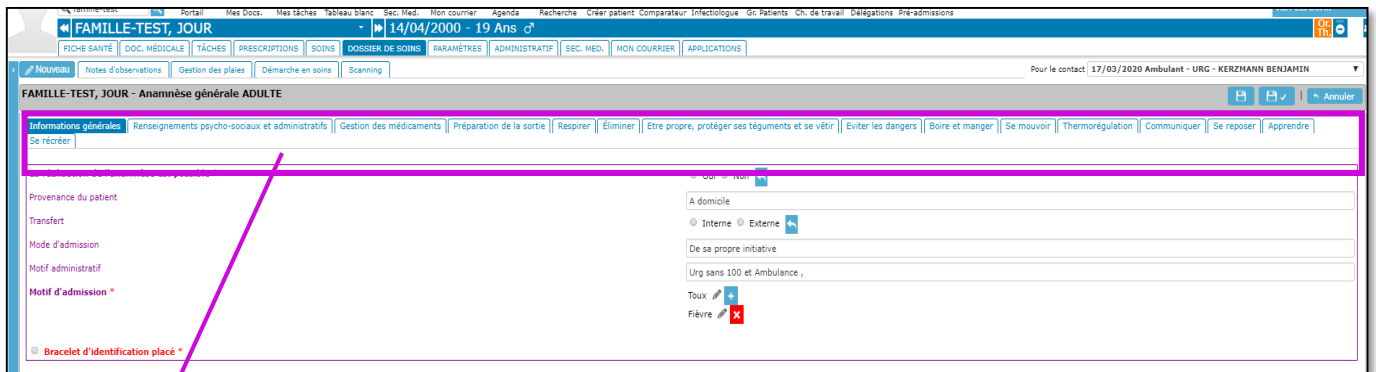 famille-test Portail Mes Docs. Mes tâches Tableau blanc Sec. Med. Mon courrier Agenda Recherche Créer patient Comparateur Infectiologue Gr. Patients Ch. de travail Délégations Pré-admissions
FAMILLE-TEST, JOUR 14/04/2000 - 19 Ans ♂ Or. Th.
FICHE SANTÉ DOC. MÉDICALE TÂCHES PRESCRIPTIONS SOINS DOSSIER DE SOINS PARAMÈTRES ADMINISTRATIF SEC. MED. MON COURRIER APPLICATIONS
Nouveau Notes d'observations Gestion des plaies Démarche en soins Scanning Pour le contact 17/03/2020 Ambulant - URG - KERZMANN BENJAMIN
FAMILLE-TEST, JOUR - Anamnèse générale ADULTE Annuler
Informations générales Renseignements psycho-sociaux et administratifs Gestion des médicaments Préparation de la sortie Respirer Éliminer Etre propre, protéger ses téguments et se vêtir Eviter les dangers Boire et manger Se mouvoir Thermorégulation Communiquer Se reposer Apprendre
Se récréer
Oui Non
Provenance du patient A domicile
Transfert Interne Externe
Mode d'admission De sa propre initiative
Motif administratif Urg sans 100 et Ambulance ,
Motif d'admission * Toux
Fièvre
Bracelet d'identification placé *